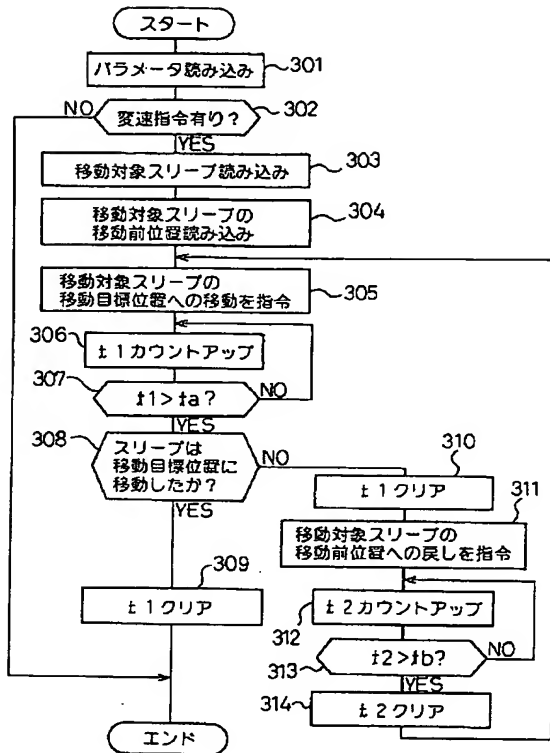 スタート
パラメータ読み込み
301
変速指令有り?
302
NO
YES
移動対象スリーブ読み込み
303
移動対象スリーブの
移動前位置読み込み
304
移動対象スリーブの
移動目標位置への移動を指令
305
306
t1カウントアップ
307
t1>ta?
NO
YES
308
スリーブは
移動目標位置に
移動したか?
NO
YES
309
t1クリア
310
t1クリア
311
移動対象スリーブの
移動前位置への戻しを指令
312
t2カウントアップ
313
t2>tb?
NO
YES
314
t2クリア
エンド